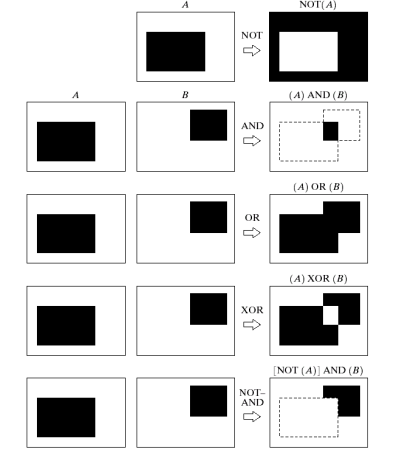 A
NOT(A)
NOT
A
B
(A) AND (B)
AND
(A) OR (B)
OR
(A) XOR (B)
XOR
[NOT (A)] AND (B)
NOT–
AND